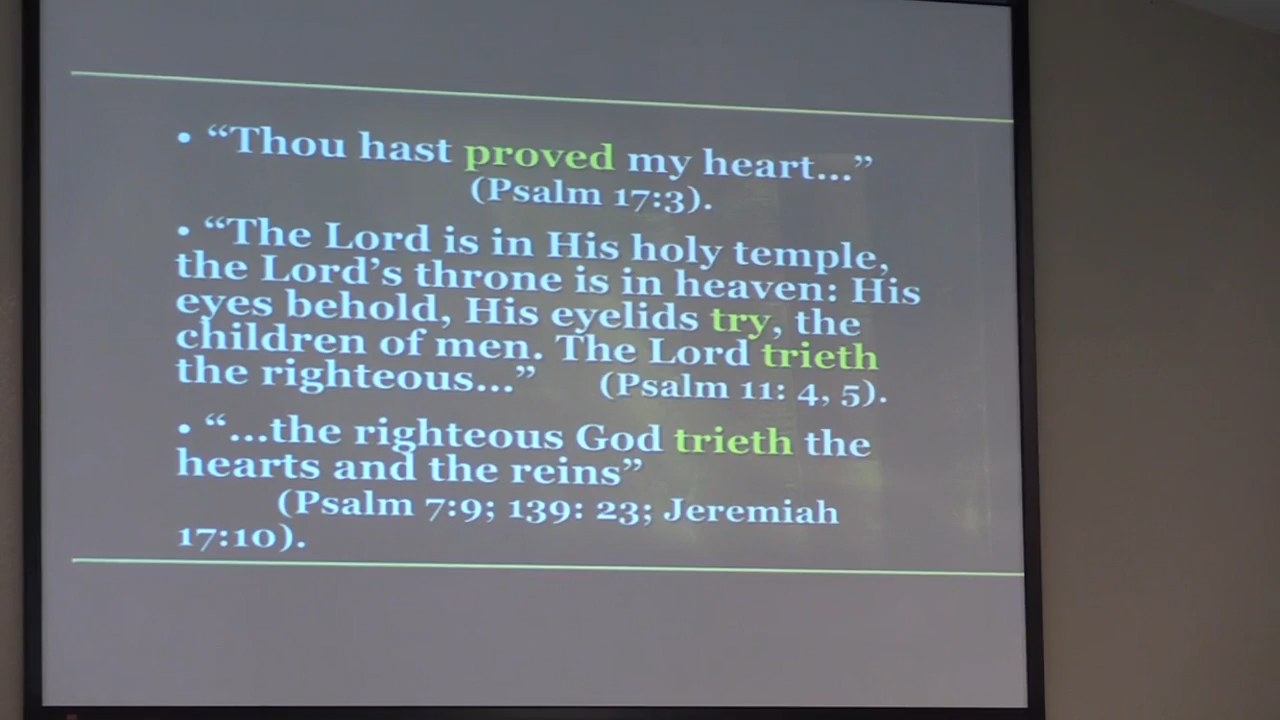 • “Thou hast proved my heart...”
(Psalm 17:3).
• “The Lord is in His holy temple,
the Lord’s throne is in heaven: His
eyes behold, His eyelids try, the
children of men. The Lord trieth
the righteous...” (Psalm 11: 4, 5).
• “...the righteous God trieth the
hearts and the reins”
(Psalm 7:9; 139: 23; Jeremiah
17:10).